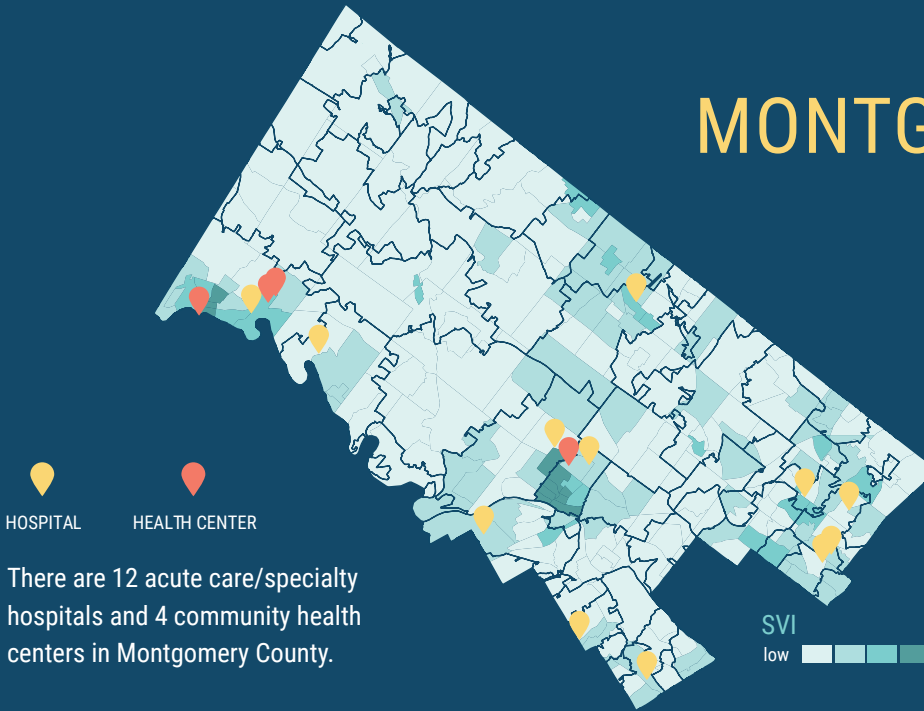 MONTG
HOSPITAL
HEALTH CENTER
There are 12 acute care/specialty
hospitals and 4 community health
centers in Montgomery County.
SVI
low